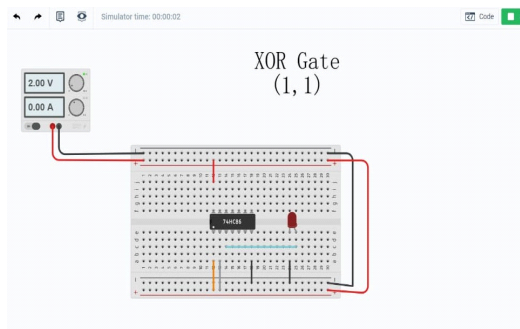 Simulator time: 00:00:02
Code
XOR Gate
(1,1)
2.00 V
0.00 A
74HC86